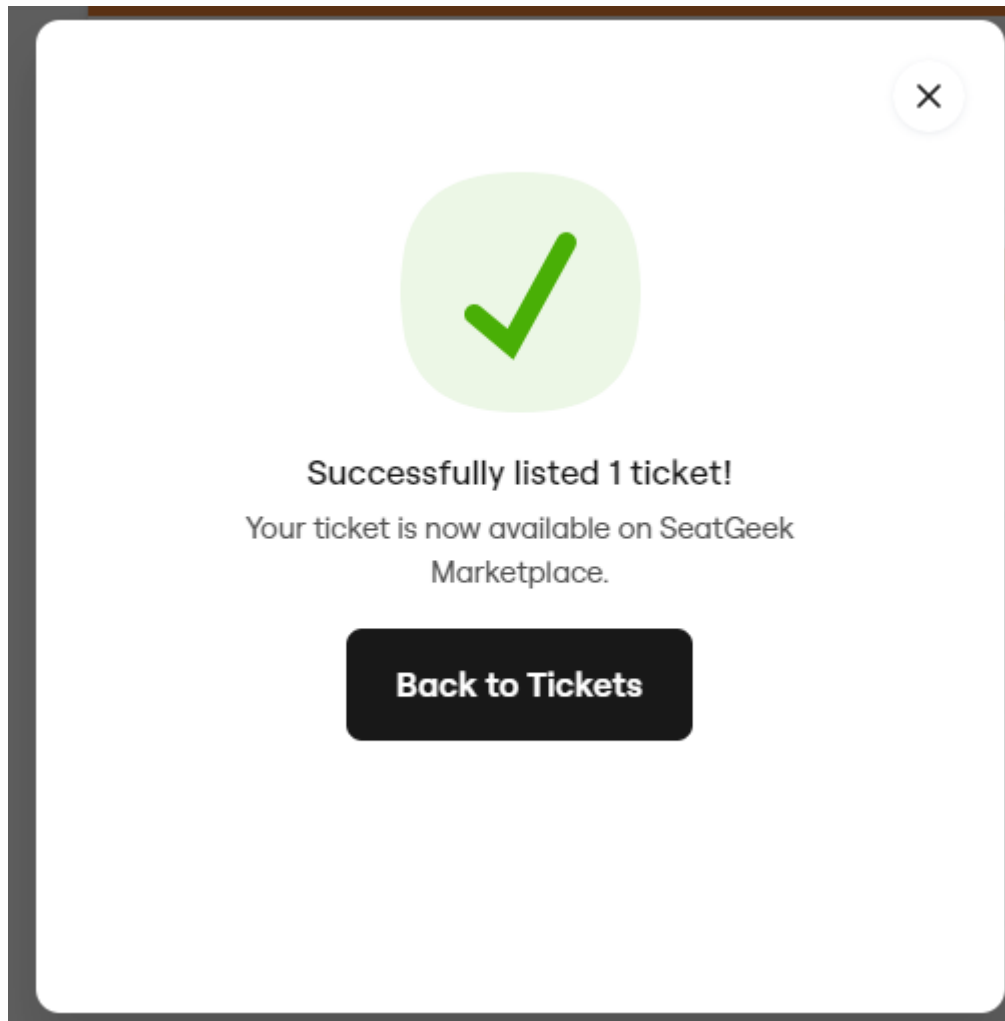 Successfully listed 1 ticket!
Your ticket is now available on SeatGeek
Marketplace.
Back to Tickets